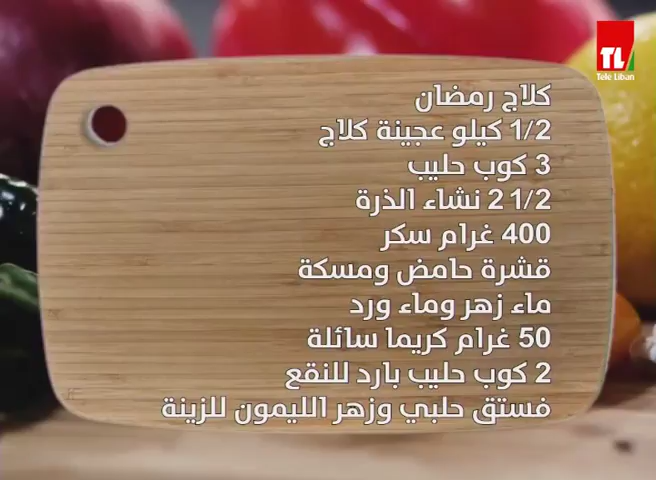 TL
Télé Liban
كلاج رمضان
1/2 كيلو عجينة كلاج
3 كوب حليب
2 1/2 نشاء الذرة
400 غرام سكر
قشرة حامض ومسكة
ماء زهر وماء ورد
50 غرام كريما سائلة
2 كوب حليب بارد للنقع
فستق حلبي وزهر الليمون للزينة